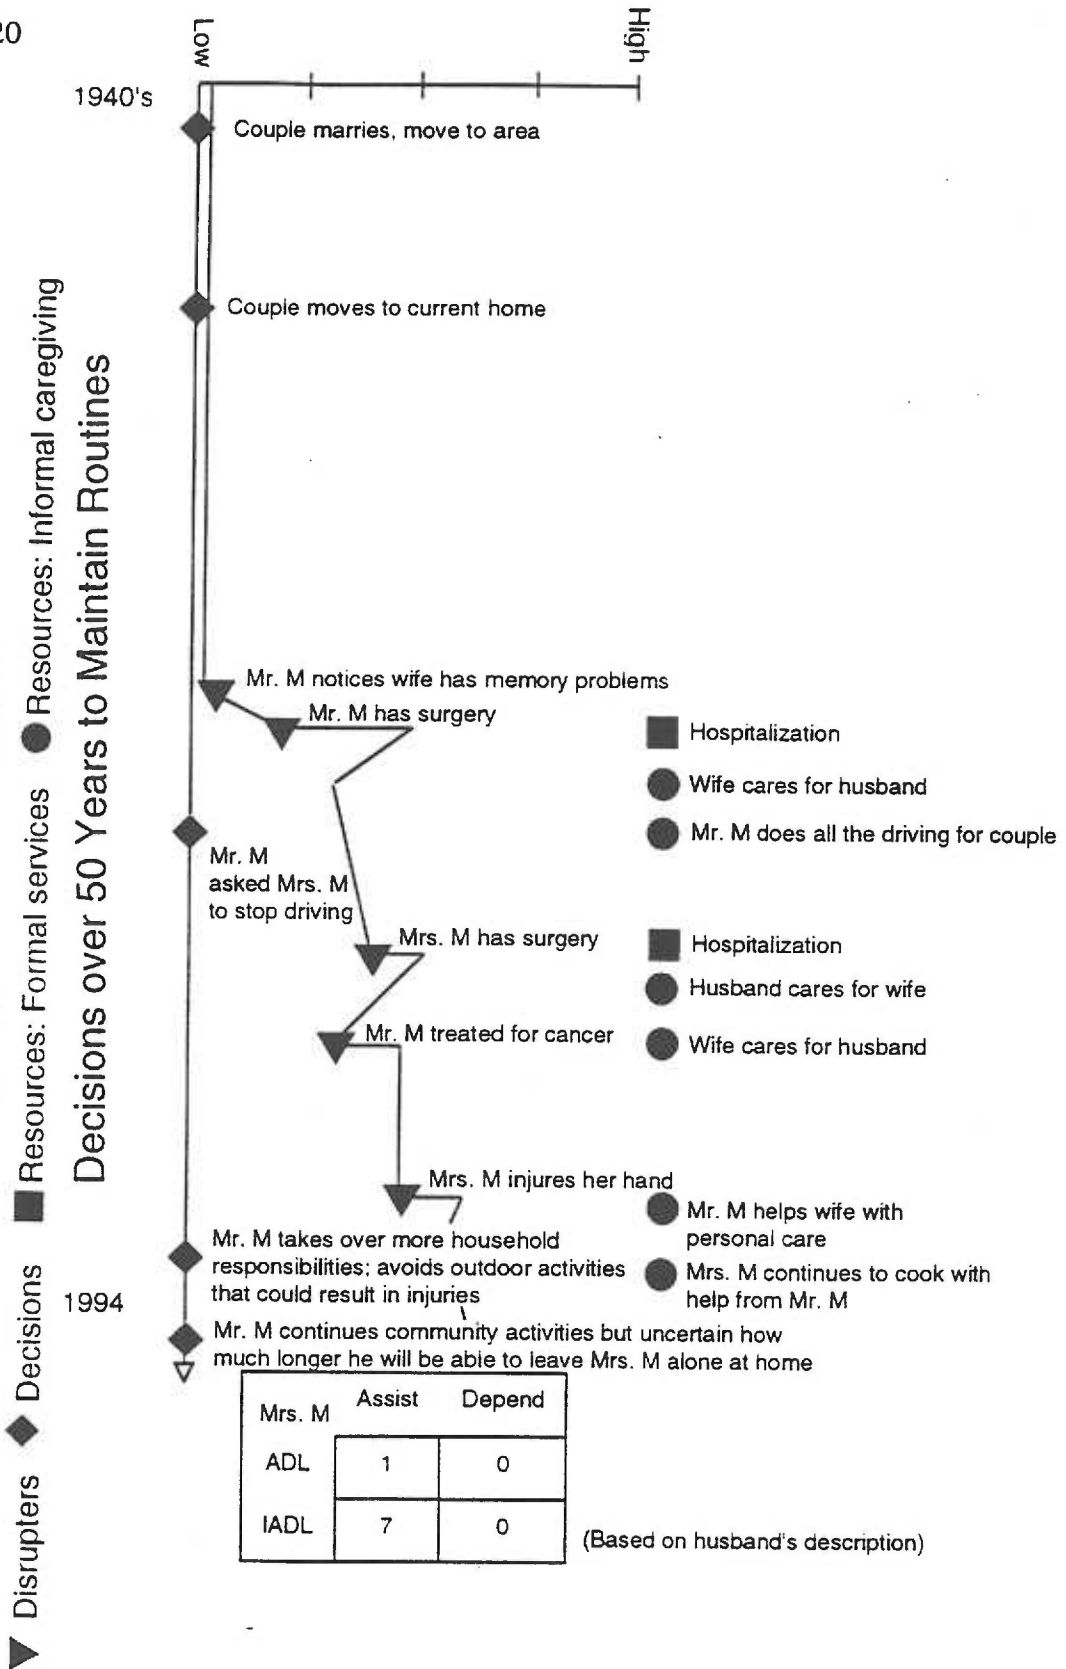 20
Low
High
1940's
Couple marries, move to area
Couple moves to current home
Mr. M notices wife has memory problems
Mr. M has surgery
Hospitalization
Wife cares for husband
Mr. M does all the driving for couple
Mr. M
asked Mrs. M
to stop driving
Mrs. M has surgery
Hospitalization
Husband cares for wife
Mr. M treated for cancer
Wife cares for husband
Mrs. M injures her hand
Mr. M helps wife with
personal care
Mr. M takes over more household
responsibilities; avoids outdoor activities
that could result in injuries
Mrs. M continues to cook with
help from Mr. M
1994
Mr. M continues community activities but uncertain how
much longer he will be able to leave Mrs. M alone at home
Mrs. M Assist Depend
ADL 1 0
IADL 7 0
(Based on husband's description)
Decisions over 50 Years to Maintain Routines
Disrupters Decisions Resources: Formal services Resources: Informal caregiving